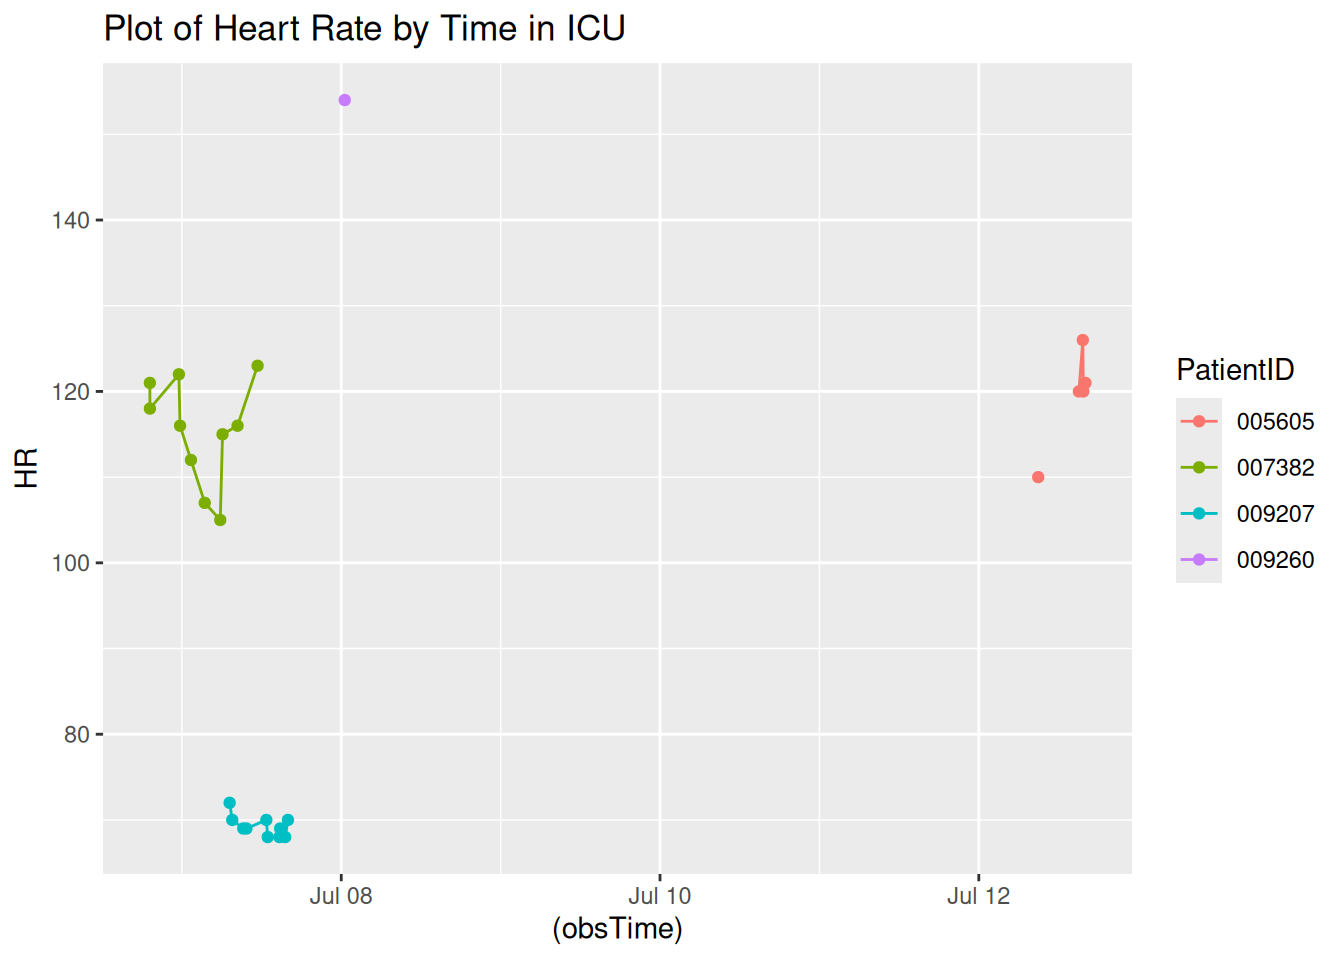 Plot of Heart Rate by Time in ICU
HR
140
120
100
80
Jul 08
Jul 10
Jul 12
(obsTime)
PatientID
005605
007382
009207
009260